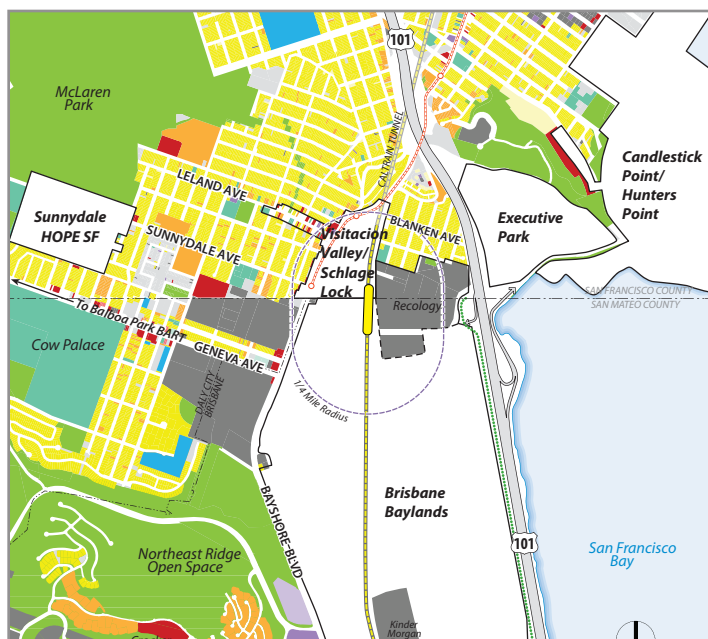 101
McLaren
Park
CALTRAIN TUNNEL
LELAND AVE
Candlestick
Point/
Hunters
Point
Sunnydale
HOPE SF
SUNNYDALE AVE
BLANKEN AVE
Executive
Park
Visitacion
Valley/
Schlage
Lock
SAN FRANCISCO COUNTY
SAN MATEO COUNTY
Recology
To Balboa Park BART
GENEVA AVE
Cow Palace
DALY CITY
BRISBANE
1/4 Mile Radius
BAYSHORE BLVD
Brisbane
Baylands
101
San Francisco
Bay
Northeast Ridge
Open Space
Kinder
Morgan